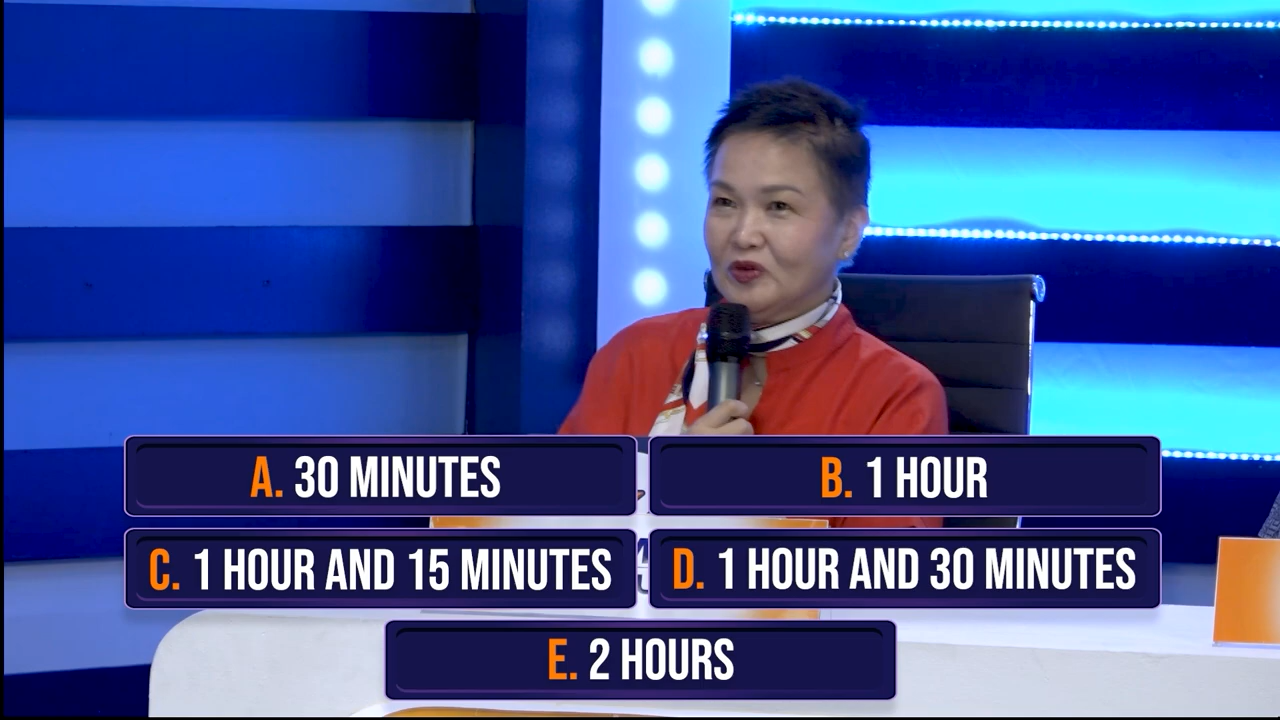 A. 30 MINUTES
B. 1 HOUR
C. 1 HOUR AND 15 MINUTES
D. 1 HOUR AND 30 MINUTES
E. 2 HOURS